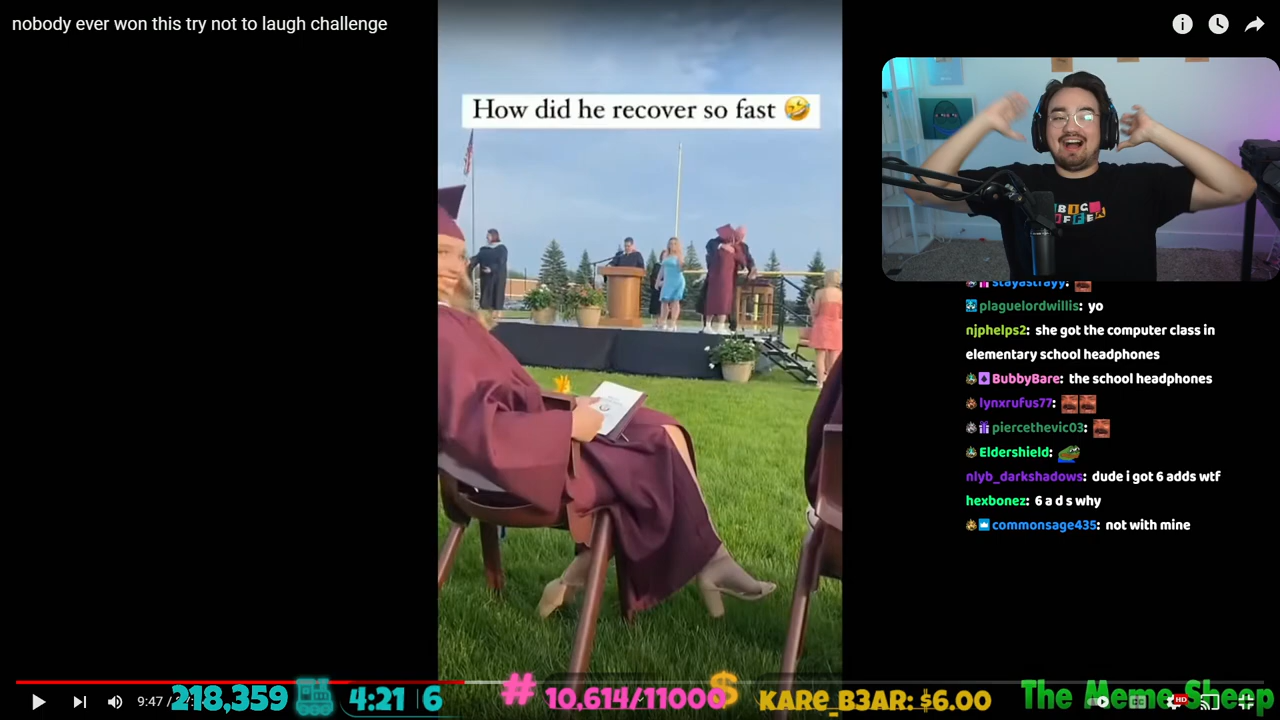 nobody ever won this try not to laugh challenge
How did he recover so fast 🤣
BIG
stayastrayy:
plaguelordwillis: yo
njphelps2: she got the computer class in
elementary school headphones
BubbyBare: the school headphones
lynxrufus77:
piercethevic03:
Eldershield:
nlyb_darkshadows: dude i got 6 adds wtf
hexbonez: 6 a d s why
commonsage435: not with mine
9:47 /
218,359
4:21 | 6
# 10,614/11000
$
KARE_B3AR: $6.00
The Meme Sheep
HD